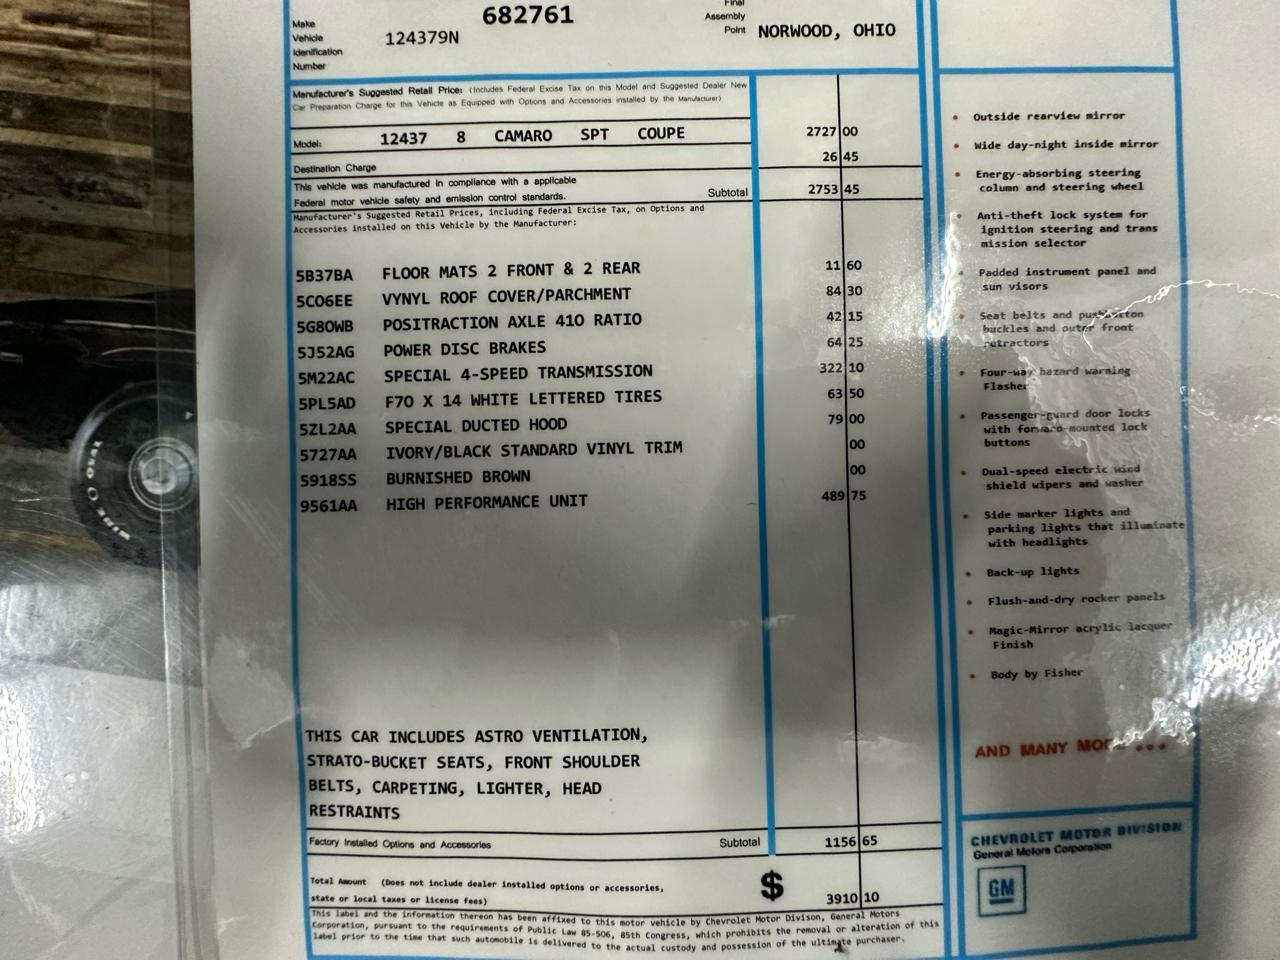 682761
Final
Assembly
Point
NORWOOD, OHIO
Make
Vehicle
Idenification
Number
124379N
Manufacturer's Suggested Retail Price: (Includes Federal Excise Tax on this Model and Suggested Dealer New
Car Preparation Charge for this Vehicle as Equipped with Options and Accessories installed by the Manufacturer)
Model: 12437 8 CAMARO SPT COUPE 2727 00
Destination Charge 26 45
This vehicle was manufactured in compliance with a applicable
Federal motor vehicle safety and emission control standards. Subtotal 2753 45
Manufacturer's Suggested Retail Prices, including Federal Excise Tax, on Options and
Accessories installed on this Vehicle by the Manufacturer:
5B37BA FLOOR MATS 2 FRONT & 2 REAR 11 60
5C06EE VYNYL ROOF COVER/PARCHMENT 84 30
5G80WB POSITRACTION AXLE 410 RATIO 42 15
5J52AG POWER DISC BRAKES 64 25
5M22AC SPECIAL 4-SPEED TRANSMISSION 322 10
5PL5AD F70 X 14 WHITE LETTERED TIRES 63 50
5ZL2AA SPECIAL DUCTED HOOD 79 00
5727AA IVORY/BLACK STANDARD VINYL TRIM 00
5918SS BURNISHED BROWN 00
9561AA HIGH PERFORMANCE UNIT 489 75
THIS CAR INCLUDES ASTRO VENTILATION,
STRATO-BUCKET SEATS, FRONT SHOULDER
BELTS, CARPETING, LIGHTER, HEAD
RESTRAINTS
Factory Installed Options and Accessories Subtotal 1156 65
Total Amount (Does not include dealer installed options or accessories,
state or local taxes or license fees) $ 3910 10
This label and the information thereon has been affixed to this motor vehicle by Chevrolet Motor Divison, General Motors
Corporation, pursuant to the requirements of Public Law 85-506, 85th Congress, which prohibits the removal or alteration of this
label prior to the time that such automobile is delivered to the actual custody and possession of the ultimate purchaser.
• Outside rearview mirror
• Wide day-night inside mirror
• Energy-absorbing steering
column and steering wheel
• Anti-theft lock system for
ignition steering and trans
mission selector
• Padded instrument panel and
sun visors
• Seat belts and pushbutton
buckles and outer front
retractors
• Four-way hazard warning
Flasher
• Passenger-guard door locks
with forward-mounted lock
buttons
• Dual-speed electric wind
shield wipers and washer
• Side marker lights and
parking lights that illuminate
with headlights
• Back-up lights
• Flush-and-dry rocker panels
• Magic-Mirror acrylic lacquer
Finish
• Body by Fisher
AND MANY MORE ...
CHEVROLET MOTOR DIVISION
General Motors Corporation
GM
WIDE O OVAL